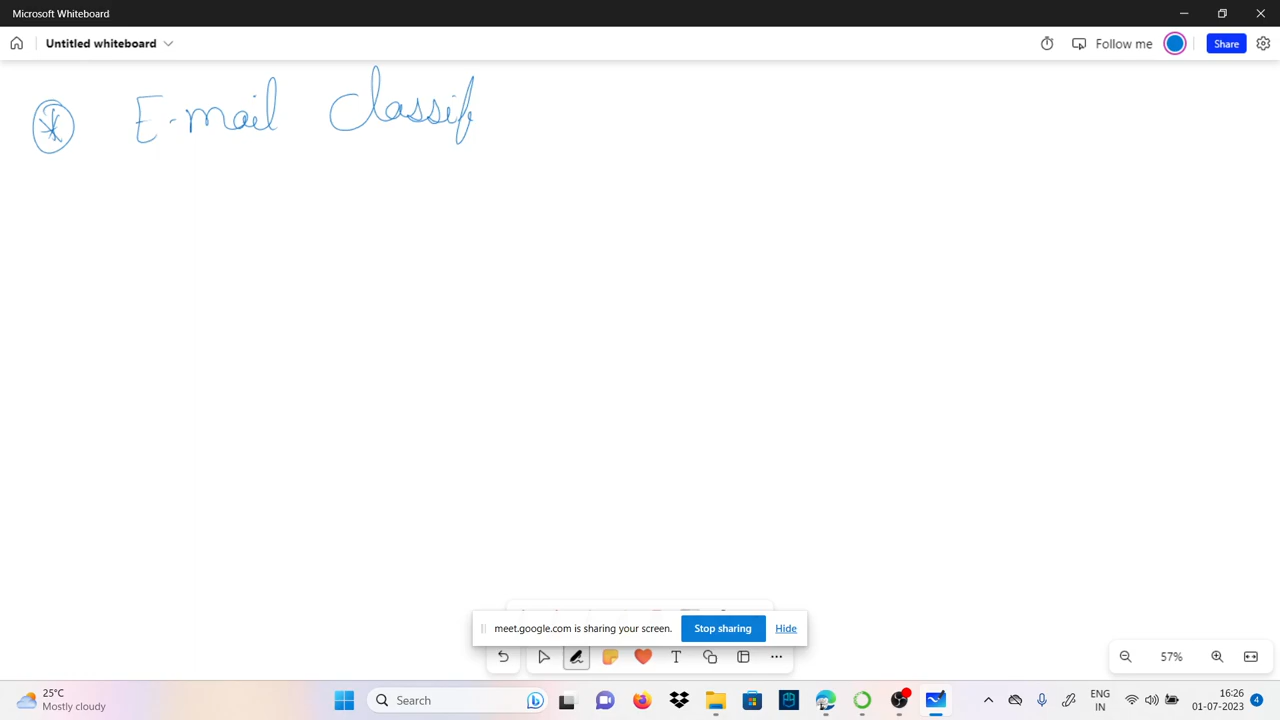 Microsoft Whiteboard
Untitled whiteboard
Follow me
Share
E-mail Classif
meet.google.com is sharing your screen.
Stop sharing
Hide
57%
25°C
Mostly cloudy
Search
ENG
IN
16:26
01-07-2023
4